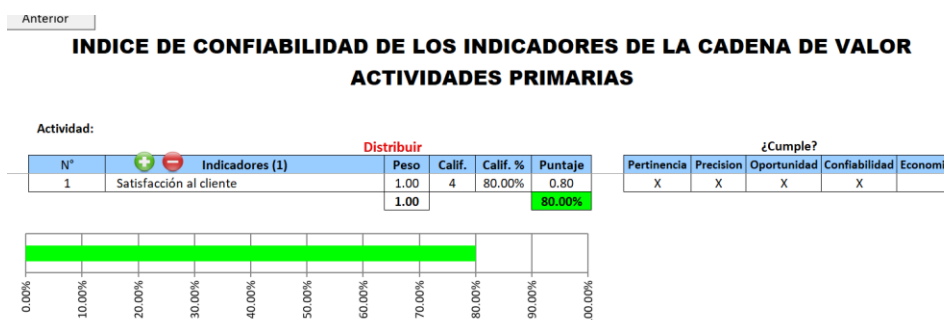 Anterior
INDICE DE CONFIABILIDAD DE LOS INDICADORES DE LA CADENA DE VALOR
ACTIVIDADES PRIMARIAS
Actividad:
Distribuir ¿Cumple?
N° Indicadores (1) Peso Calif. Calif. % Puntaje Pertinencia Precision Oportunidad Confiabilidad Economi
1 Satisfacción al cliente 1.00 4 80.00% 0.80 X X X X
1.00 80.00%
0.00% 10.00% 20.00% 30.00% 40.00% 50.00% 60.00% 70.00% 80.00% 90.00% 00.00%